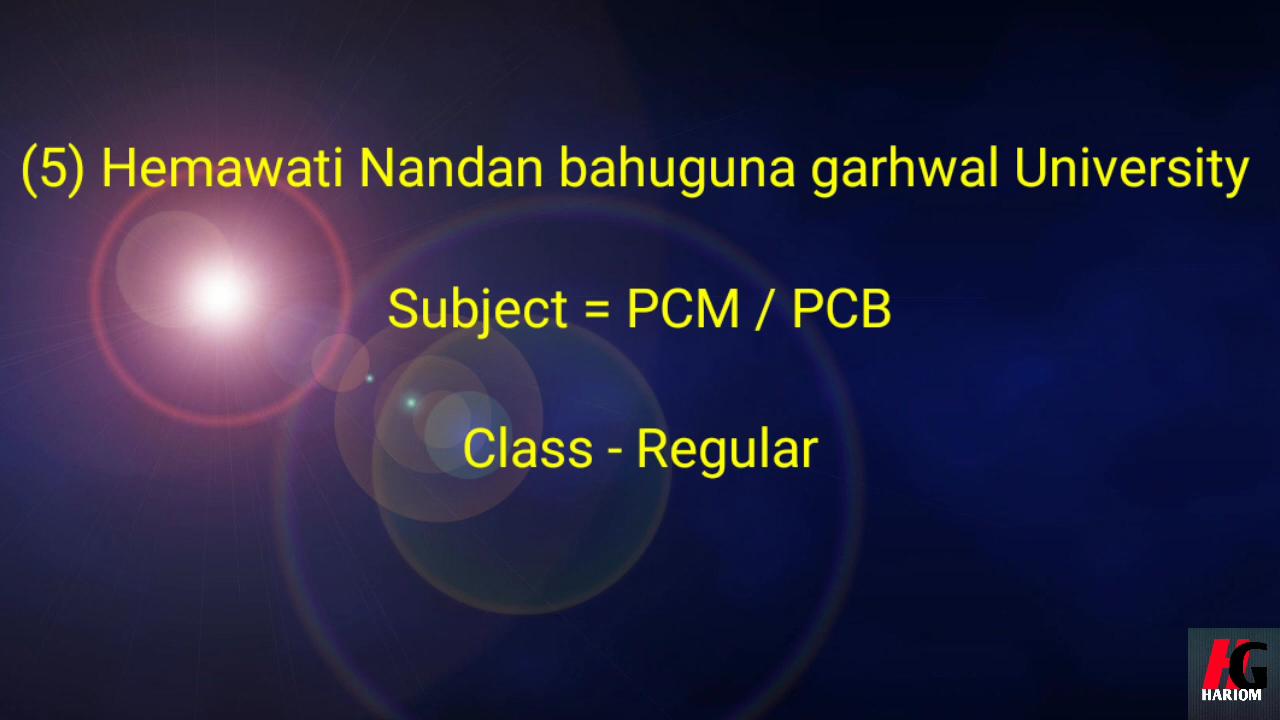 (5) Hemawati Nandan bahuguna garhwal University
Subject = PCM / PCB
Class - Regular
HG
HARIOM